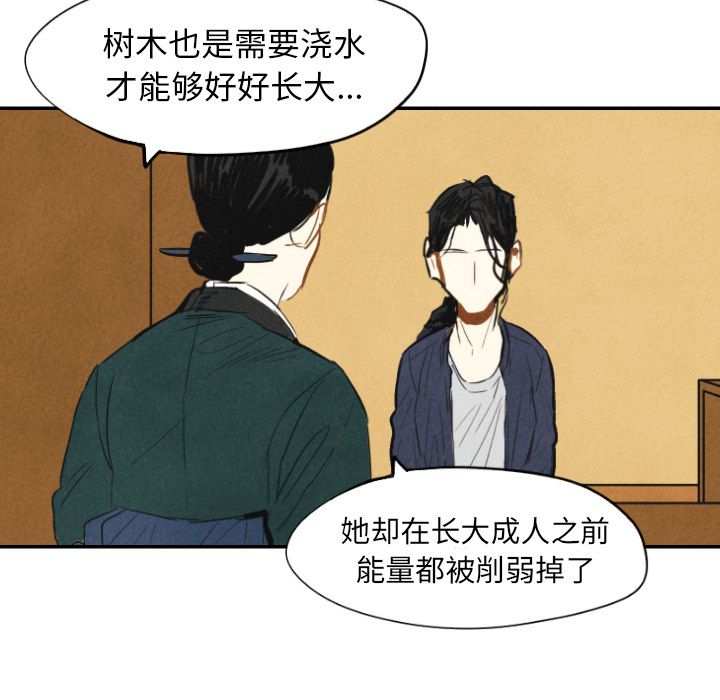 树木也是需要浇水
才能够好好长大...
她却在长大成人之前
能量都被削弱掉了